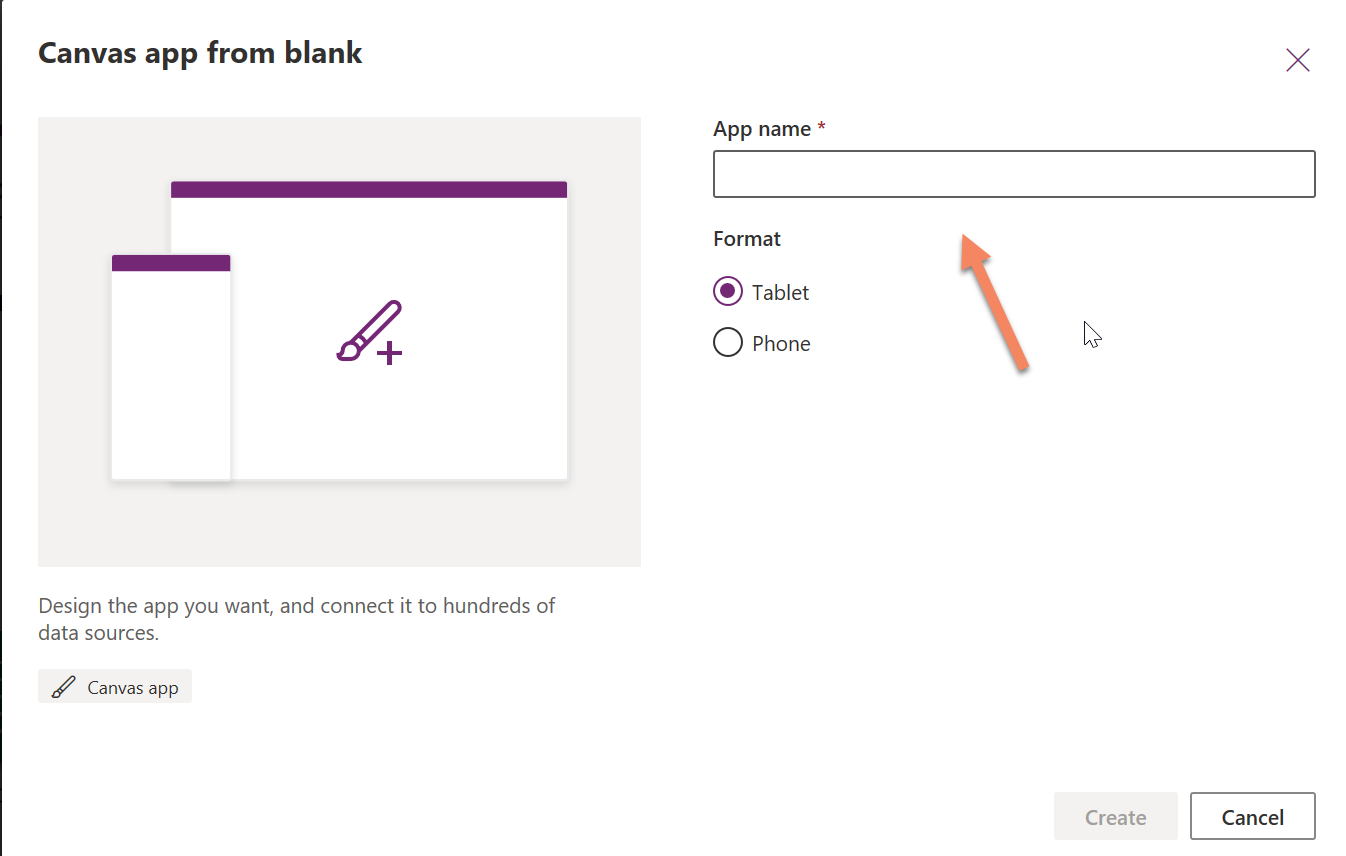 Canvas app from blank
App name *
Format
Tablet
Phone
Design the app you want, and connect it to hundreds of
data sources.
Canvas app
Create
Cancel